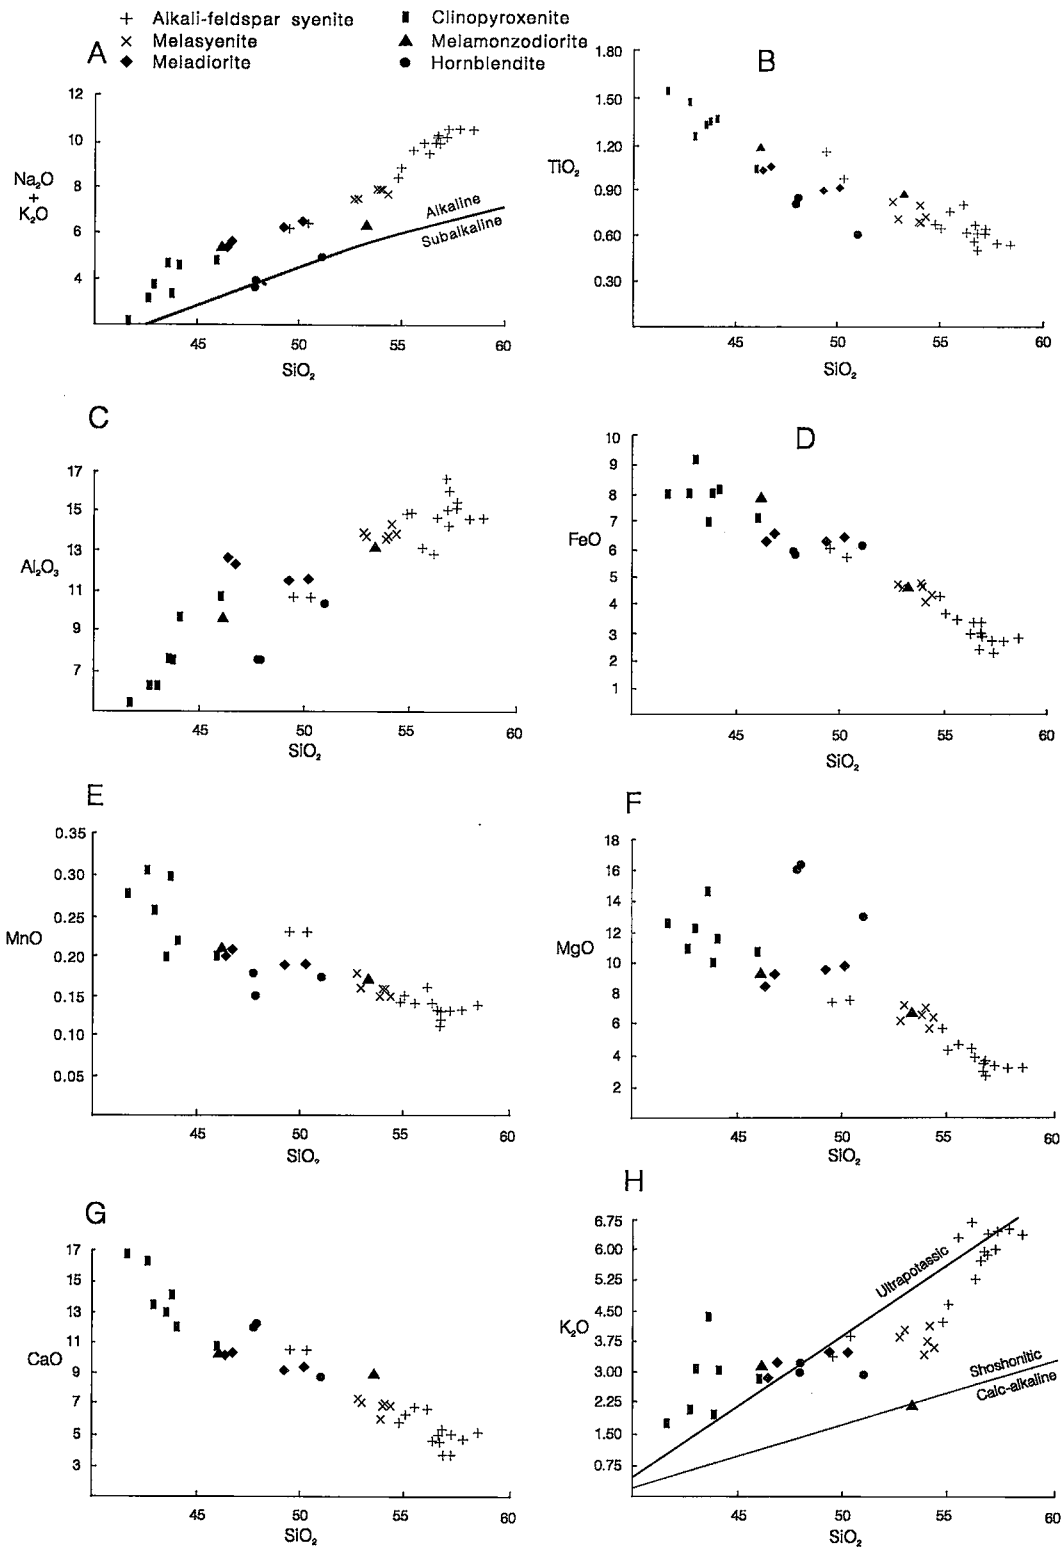 + Alkali-feldspar syenite
× Melasyenite
◆ Meladiorite
Clinopyroxenite
▲ Melamonzodiorite
● Hornblendite
A
12
10
8
6
4
Na₂O
+
K₂O
Alkaline
Subalkaline
45 50 55 60
SiO₂
B
1.80
1.50
1.20
0.90
0.60
0.30
TiO₂
45 50 55 60
SiO₂
C
17
15
13
11
9
7
Al₂O₃
45 50 55 60
SiO₂
D
10
9
8
7
6
5
4
3
2
1
FeO
45 50 55 60
SiO₂
E
0.35
0.30
0.25
0.20
0.15
0.10
0.05
MnO
45 50 55 60
SiO₂
F
18
16
14
12
10
8
6
4
2
MgO
45 50 55 60
SiO₂
G
17
15
13
11
9
7
5
3
CaO
45 50 55 60
SiO₂
H
6.75
6.00
5.25
4.50
3.75
3.00
2.25
1.50
0.75
K₂O
Ultrapotassic
Shoshonitic
Calc-alkaline
45 50 55 60
SiO₂